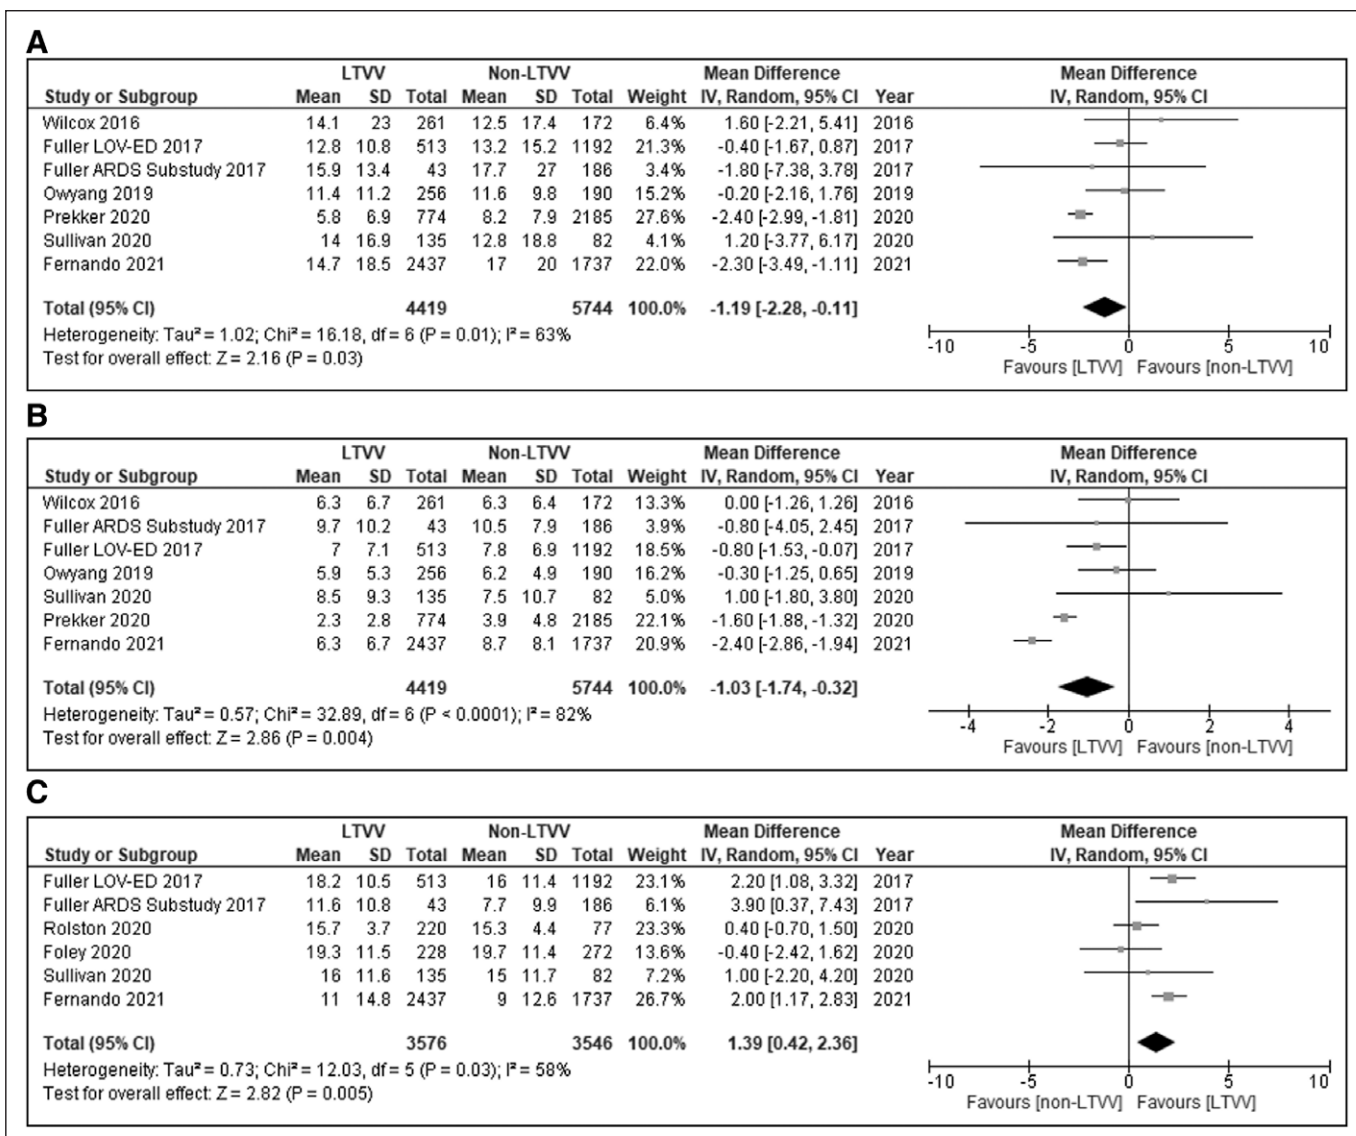 A
LTVV Non-LTVV Mean Difference Mean Difference
Study or Subgroup Mean SD Total Mean SD Total Weight IV, Random, 95% CI Year IV, Random, 95% CI
Wilcox 2016 14.1 23 261 12.5 17.4 172 6.4% 1.60 [-2.21, 5.41] 2016
Fuller LOV-ED 2017 12.8 10.8 513 13.2 15.2 1192 21.3% -0.40 [-1.67, 0.87] 2017
Fuller ARDS Substudy 2017 15.9 13.4 43 17.7 27 186 3.4% -1.80 [-7.38, 3.78] 2017
Owyang 2019 11.4 11.2 256 11.6 9.8 190 15.2% -0.20 [-2.16, 1.76] 2019
Prekker 2020 5.8 6.9 774 8.2 7.9 2185 27.6% -2.40 [-2.99, -1.81] 2020
Sullivan 2020 14 16.9 135 12.8 18.8 82 4.1% 1.20 [-3.77, 6.17] 2020
Fernando 2021 14.7 18.5 2437 17 20 1737 22.0% -2.30 [-3.49, -1.11] 2021
Total (95% CI) 4419 5744 100.0% -1.19 [-2.28, -0.11]
Heterogeneity: Tau² = 1.02; Chi² = 16.18, df = 6 (P = 0.01); I² = 63%
Test for overall effect: Z = 2.16 (P = 0.03)
-10 -5 0 5 10
Favours [LTVV] Favours [non-LTVV]
B
LTVV Non-LTVV Mean Difference Mean Difference
Study or Subgroup Mean SD Total Mean SD Total Weight IV, Random, 95% CI Year IV, Random, 95% CI
Wilcox 2016 6.3 6.7 261 6.3 6.4 172 13.3% 0.00 [-1.26, 1.26] 2016
Fuller ARDS Substudy 2017 9.7 10.2 43 10.5 7.9 186 3.9% -0.80 [-4.05, 2.45] 2017
Fuller LOV-ED 2017 7 7.1 513 7.8 6.9 1192 18.5% -0.80 [-1.53, -0.07] 2017
Owyang 2019 5.9 5.3 256 6.2 4.9 190 16.2% -0.30 [-1.25, 0.65] 2019
Sullivan 2020 8.5 9.3 135 7.5 10.7 82 5.0% 1.00 [-1.80, 3.80] 2020
Prekker 2020 2.3 2.8 774 3.9 4.8 2185 22.1% -1.60 [-1.88, -1.32] 2020
Fernando 2021 6.3 6.7 2437 8.7 8.1 1737 20.9% -2.40 [-2.86, -1.94] 2021
Total (95% CI) 4419 5744 100.0% -1.03 [-1.74, -0.32]
Heterogeneity: Tau² = 0.57; Chi² = 32.89, df = 6 (P < 0.0001); I² = 82%
Test for overall effect: Z = 2.86 (P = 0.004)
-4 -2 0 2 4
Favours [LTVV] Favours [non-LTVV]
C
LTVV Non-LTVV Mean Difference Mean Difference
Study or Subgroup Mean SD Total Mean SD Total Weight IV, Random, 95% CI Year IV, Random, 95% CI
Fuller LOV-ED 2017 18.2 10.5 513 16 11.4 1192 23.1% 2.20 [1.08, 3.32] 2017
Fuller ARDS Substudy 2017 11.6 10.8 43 7.7 9.9 186 6.1% 3.90 [0.37, 7.43] 2017
Rolston 2020 15.7 3.7 220 15.3 4.4 77 23.3% 0.40 [-0.70, 1.50] 2020
Foley 2020 19.3 11.5 228 19.7 11.4 272 13.6% -0.40 [-2.42, 1.62] 2020
Sullivan 2020 16 11.6 135 15 11.7 82 7.2% 1.00 [-2.20, 4.20] 2020
Fernando 2021 11 14.8 2437 9 12.6 1737 26.7% 2.00 [1.17, 2.83] 2021
Total (95% CI) 3576 3546 100.0% 1.39 [0.42, 2.36]
Heterogeneity: Tau² = 0.73; Chi² = 12.03, df = 5 (P = 0.03); I² = 58%
Test for overall effect: Z = 2.82 (P = 0.005)
-10 -5 0 5 10
Favours [non-LTVV] Favours [LTVV]